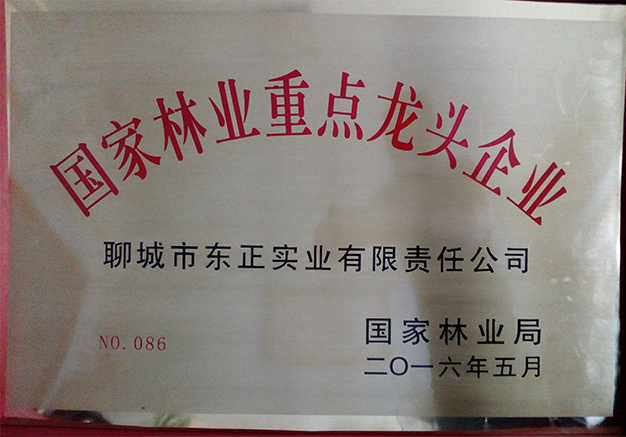 国家林业重点龙头企业
聊城市东正实业有限责任公司
NO. 086
国家林业局
二〇一六年五月